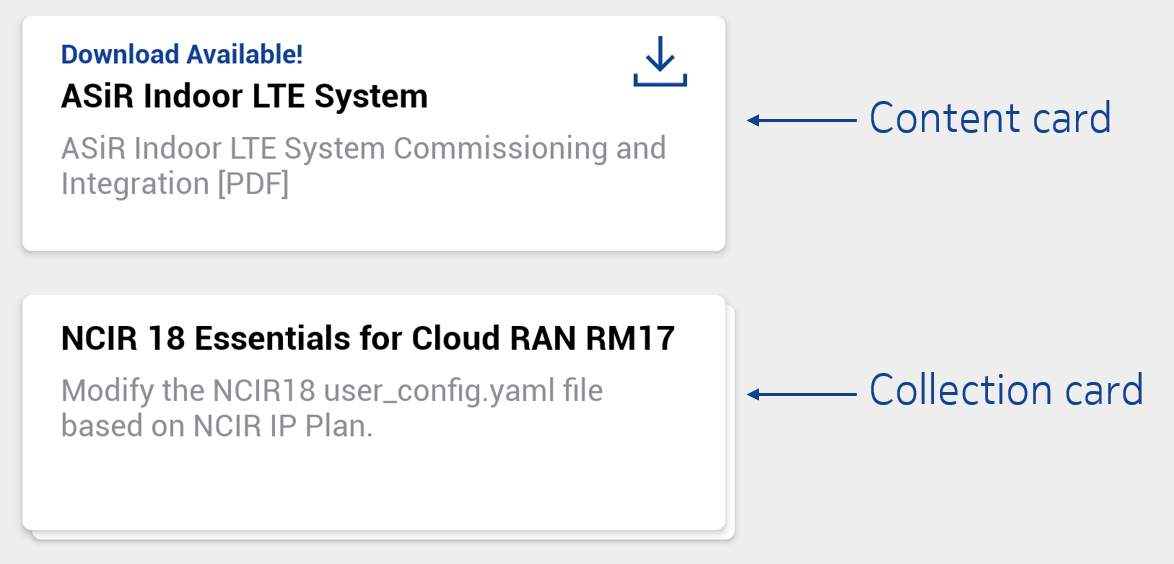 Download Available!
ASiR Indoor LTE System
ASiR Indoor LTE System Commissioning and
Integration [PDF]
Content card
NCIR 18 Essentials for Cloud RAN RM17
Modify the NCIR18 user_config.yaml file
based on NCIR IP Plan.
Collection card